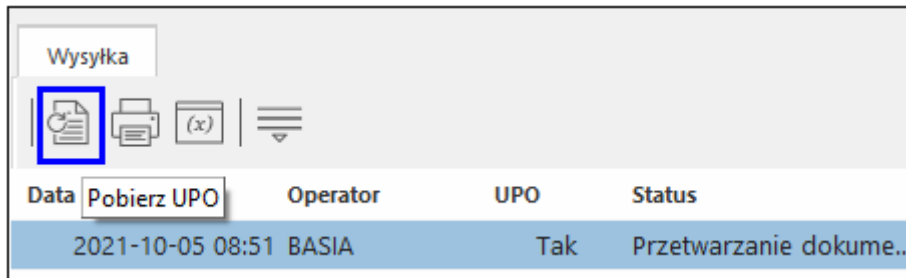 Wysyłka
(x)
Data Pobierz UPO Operator UPO Status
2021-10-05 08:51 BASIA Tak Przetwarzanie dokume..